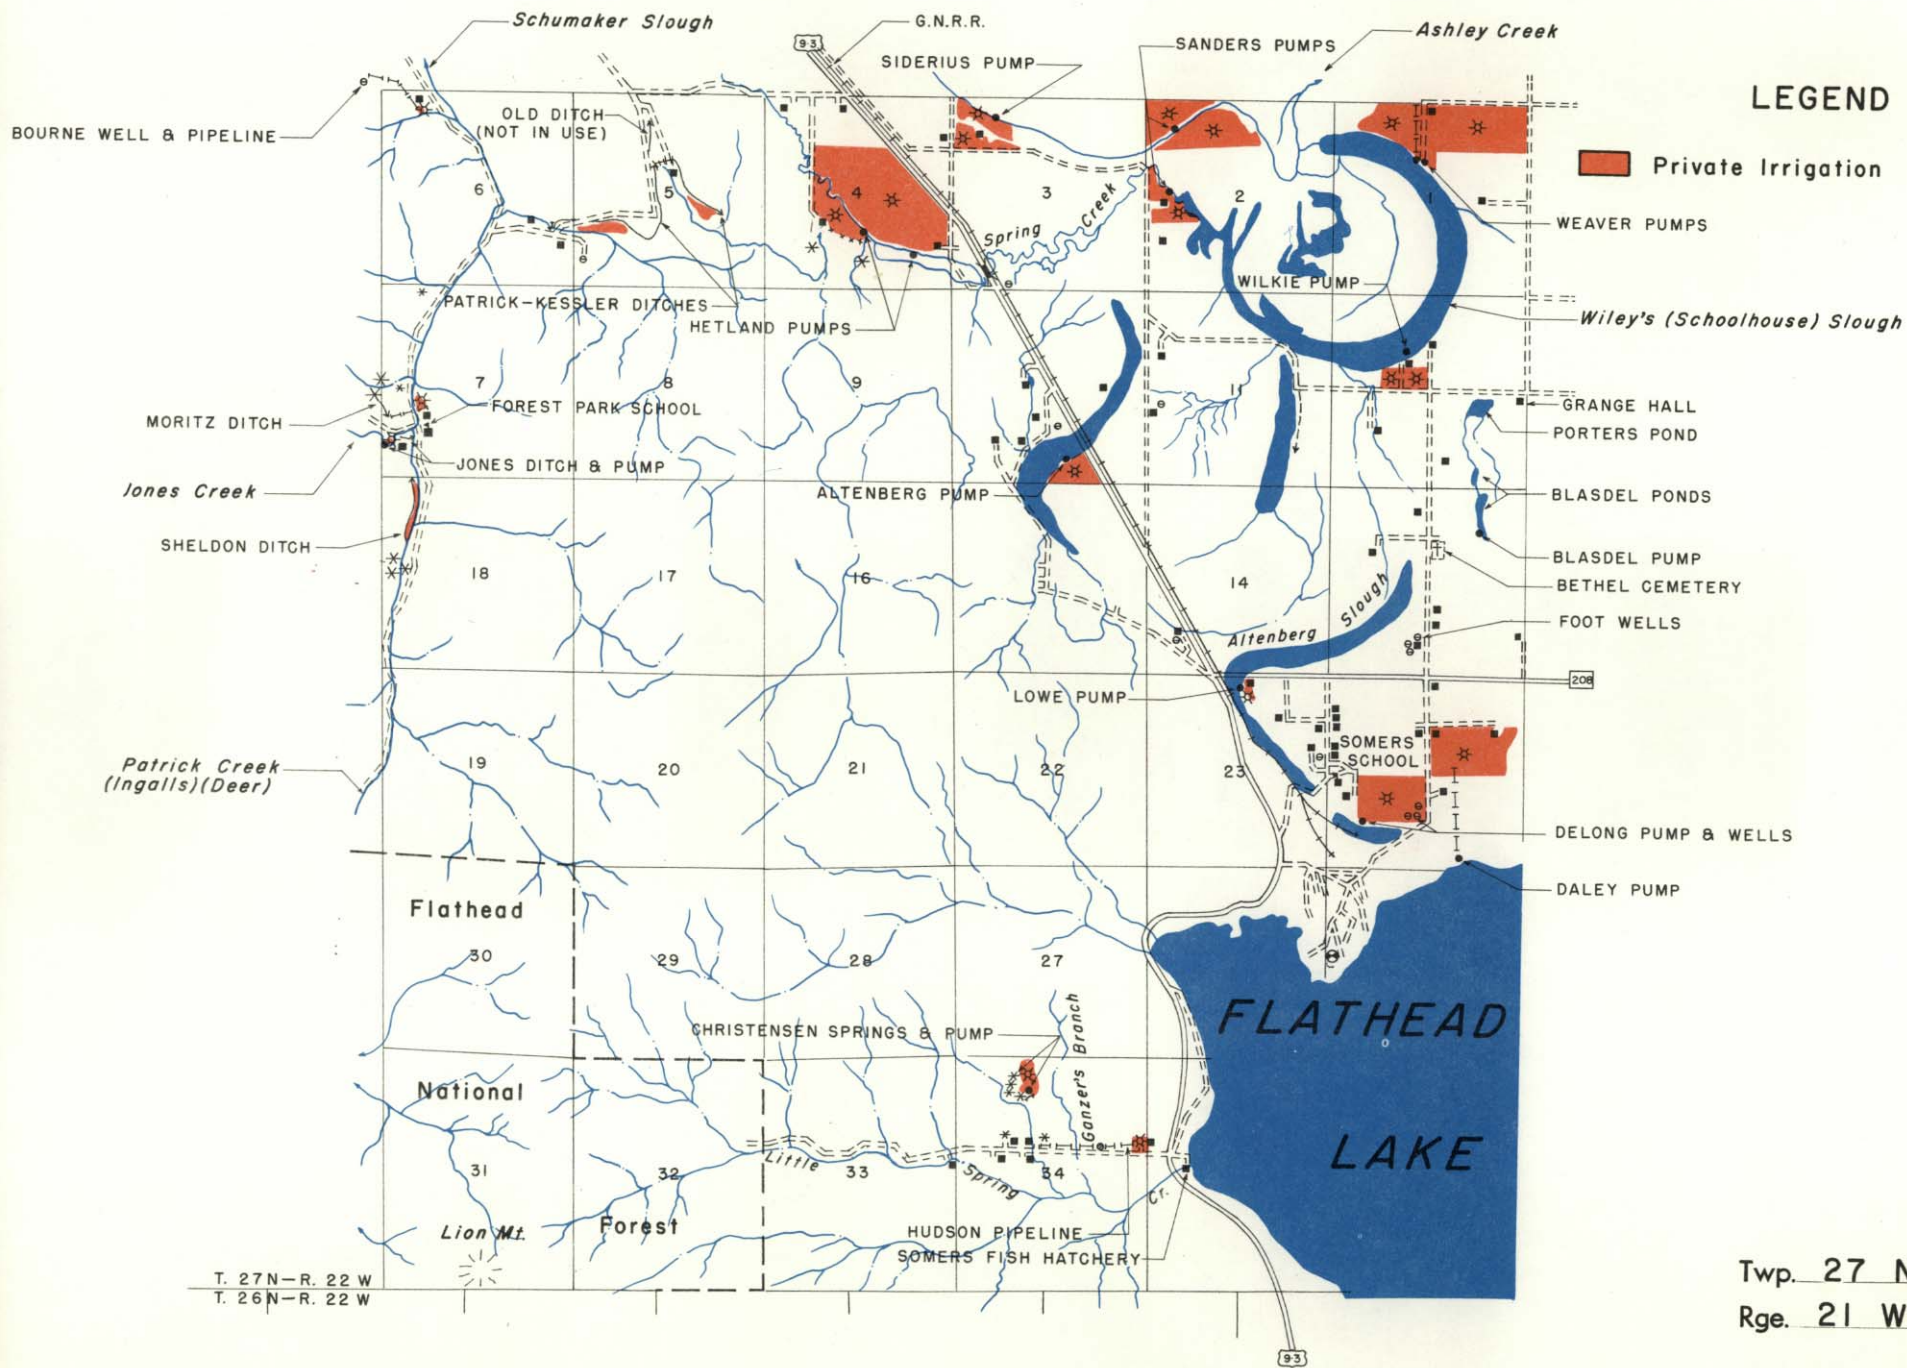 Schumaker Slough
G.N.R.R.
93
SIDERIUS PUMP
SANDERS PUMPS
Ashley Creek
LEGEND
Private Irrigation
BOURNE WELL & PIPELINE
OLD DITCH
(NOT IN USE)
6
5
4
3
2
1
Spring Creek
WEAVER PUMPS
PATRICK-KESSLER DITCHES
HETLAND PUMPS
WILKIE PUMP
Wiley's (Schoolhouse) Slough
7
8
9
11
MORITZ DITCH
FOREST PARK SCHOOL
GRANGE HALL
PORTERS POND
JONES DITCH & PUMP
Jones Creek
ALTENBERG PUMP
BLASDEL PONDS
SHELDON DITCH
BLASDEL PUMP
BETHEL CEMETERY
18
17
16
14
Altenberg Slough
FOOT WELLS
LOWE PUMP
208
Patrick Creek
(Ingalls)(Deer)
19
20
21
22
23
SOMERS
SCHOOL
DELONG PUMP & WELLS
DALEY PUMP
Flathead
30
29
28
27
FLATHEAD
CHRISTENSEN SPRINGS & PUMP
Ganzer's Branch
National
31
32
33
34
Little Spring Cr.
LAKE
Lion Mt.
Forest
HUDSON PIPELINE
SOMERS FISH HATCHERY
T. 27N-R. 22 W
T. 26N-R. 22 W
93
Twp. 27 N
Rge. 21 W